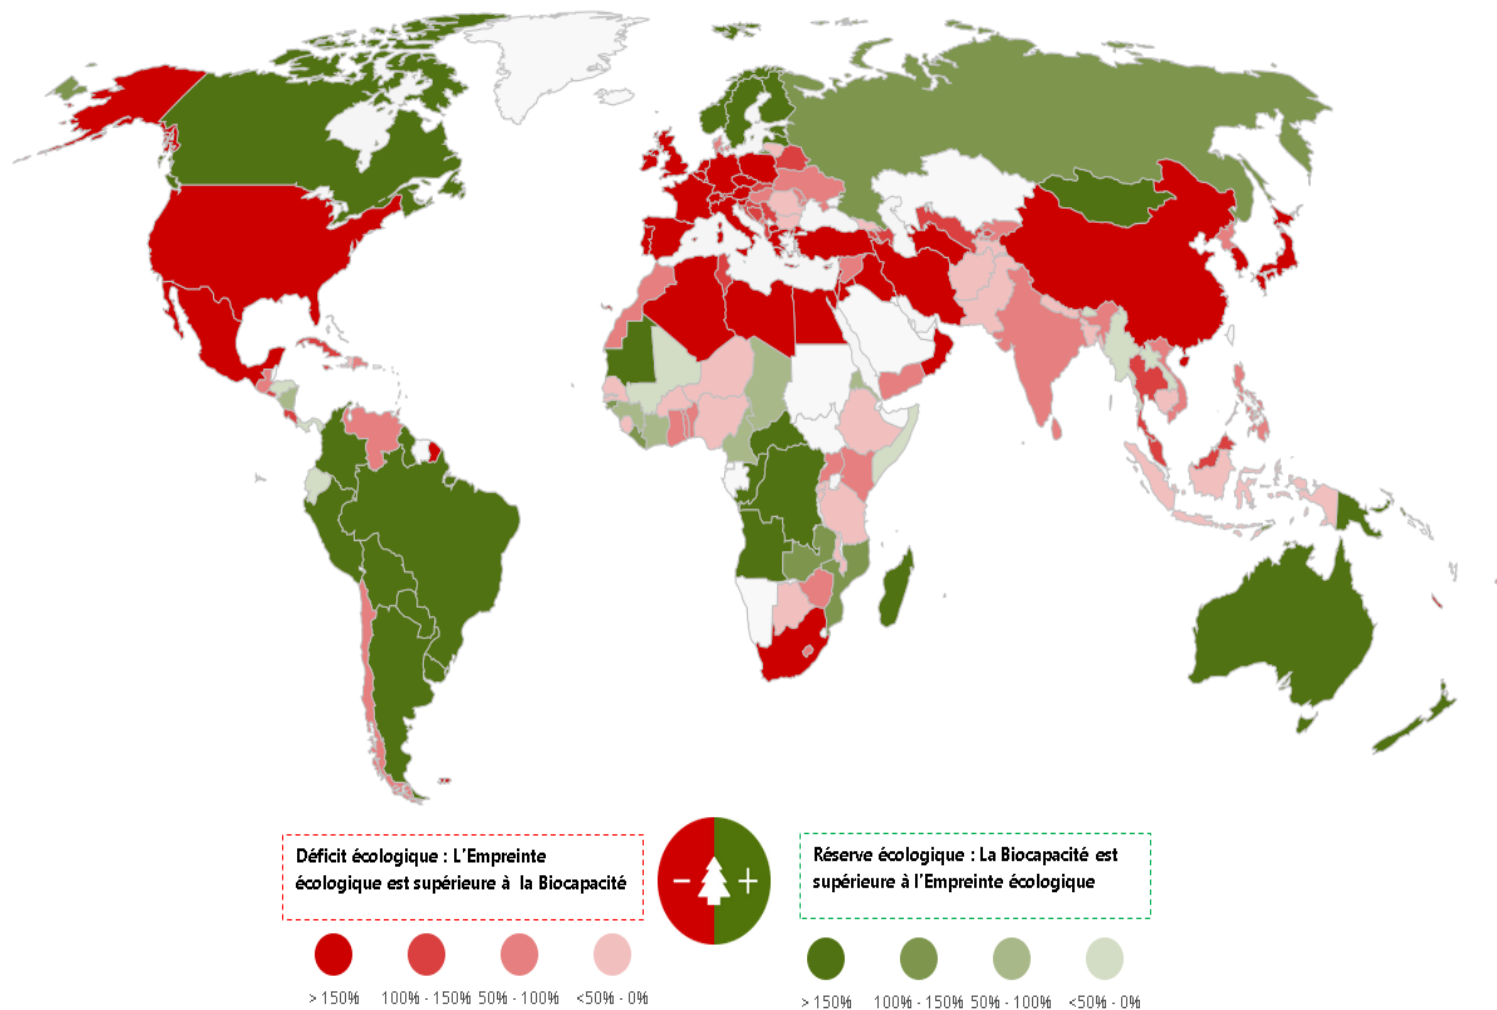 Déficit écologique : L'Empreinte
écologique est supérieure à la Biocapacité
Réserve écologique : La Biocapacité est
supérieure à l'Empreinte écologique
> 150%
100% - 150%
50% - 100%
<50% - 0%
> 150%
100% - 150%
50% - 100%
<50% - 0%